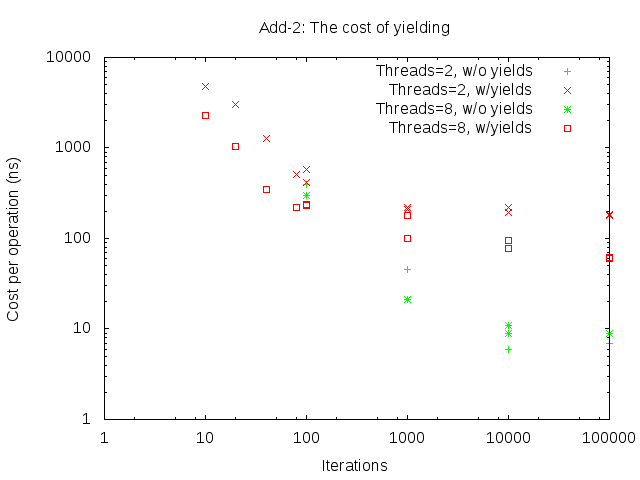 Add-2: The cost of yielding
10000
1000
100
10
1
Cost per operation (ns)
Threads=2, w/o yields
Threads=2, w/yields
Threads=8, w/o yields
Threads=8, w/yields
1 10 100 1000 10000 100000
Iterations